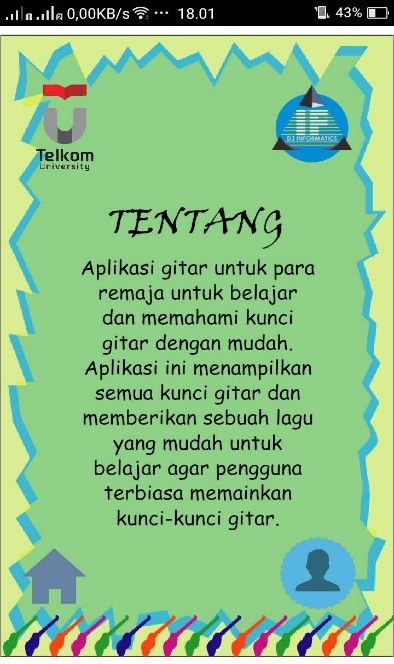 0,00KB/s ... 18.01 43%
Telkom
University
IF
D3 INFORMATICS
TENTANG
Aplikasi gitar untuk para
remaja untuk belajar
dan memahami kunci
gitar dengan mudah.
Aplikasi ini menampilkan
semua kunci gitar dan
memberikan sebuah lagu
yang mudah untuk
belajar agar pengguna
terbiasa memainkan
kunci-kunci gitar.